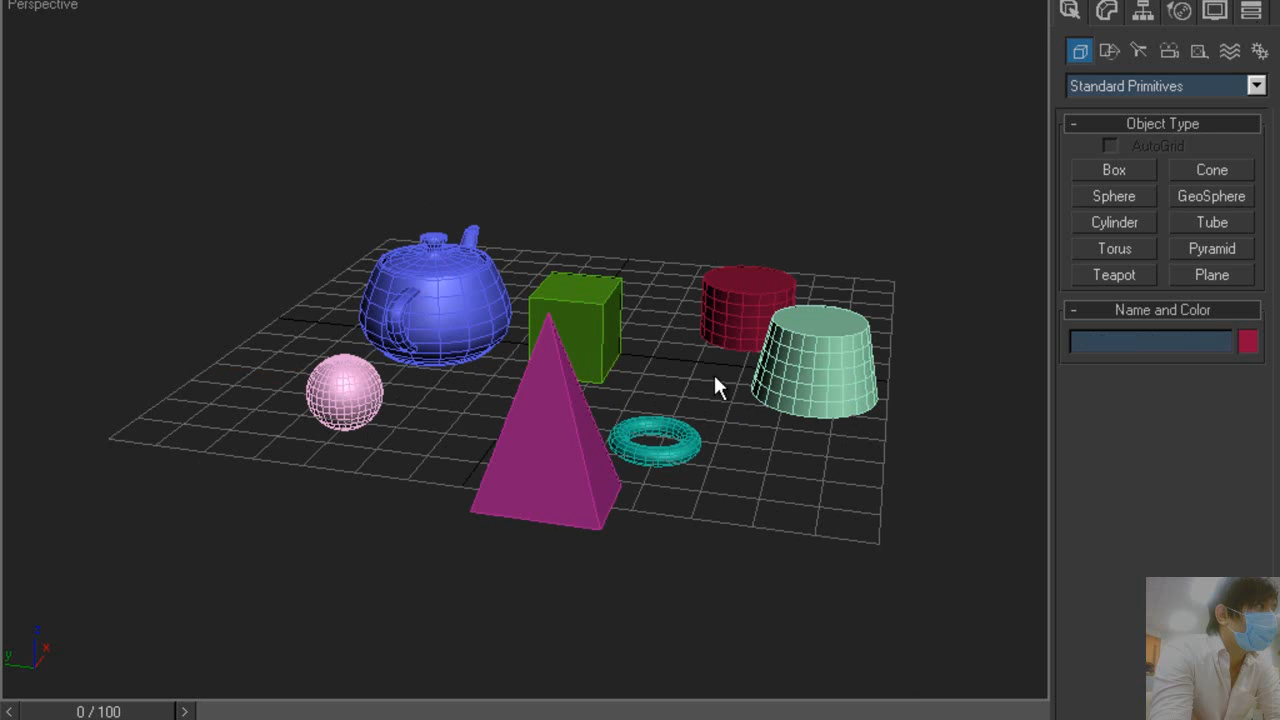 Perspective
Standard Primitives
- Object Type
AutoGrid
Box Cone
Sphere GeoSphere
Cylinder Tube
Torus Pyramid
Teapot Plane
- Name and Color
z
x
y
< 0 / 100 >